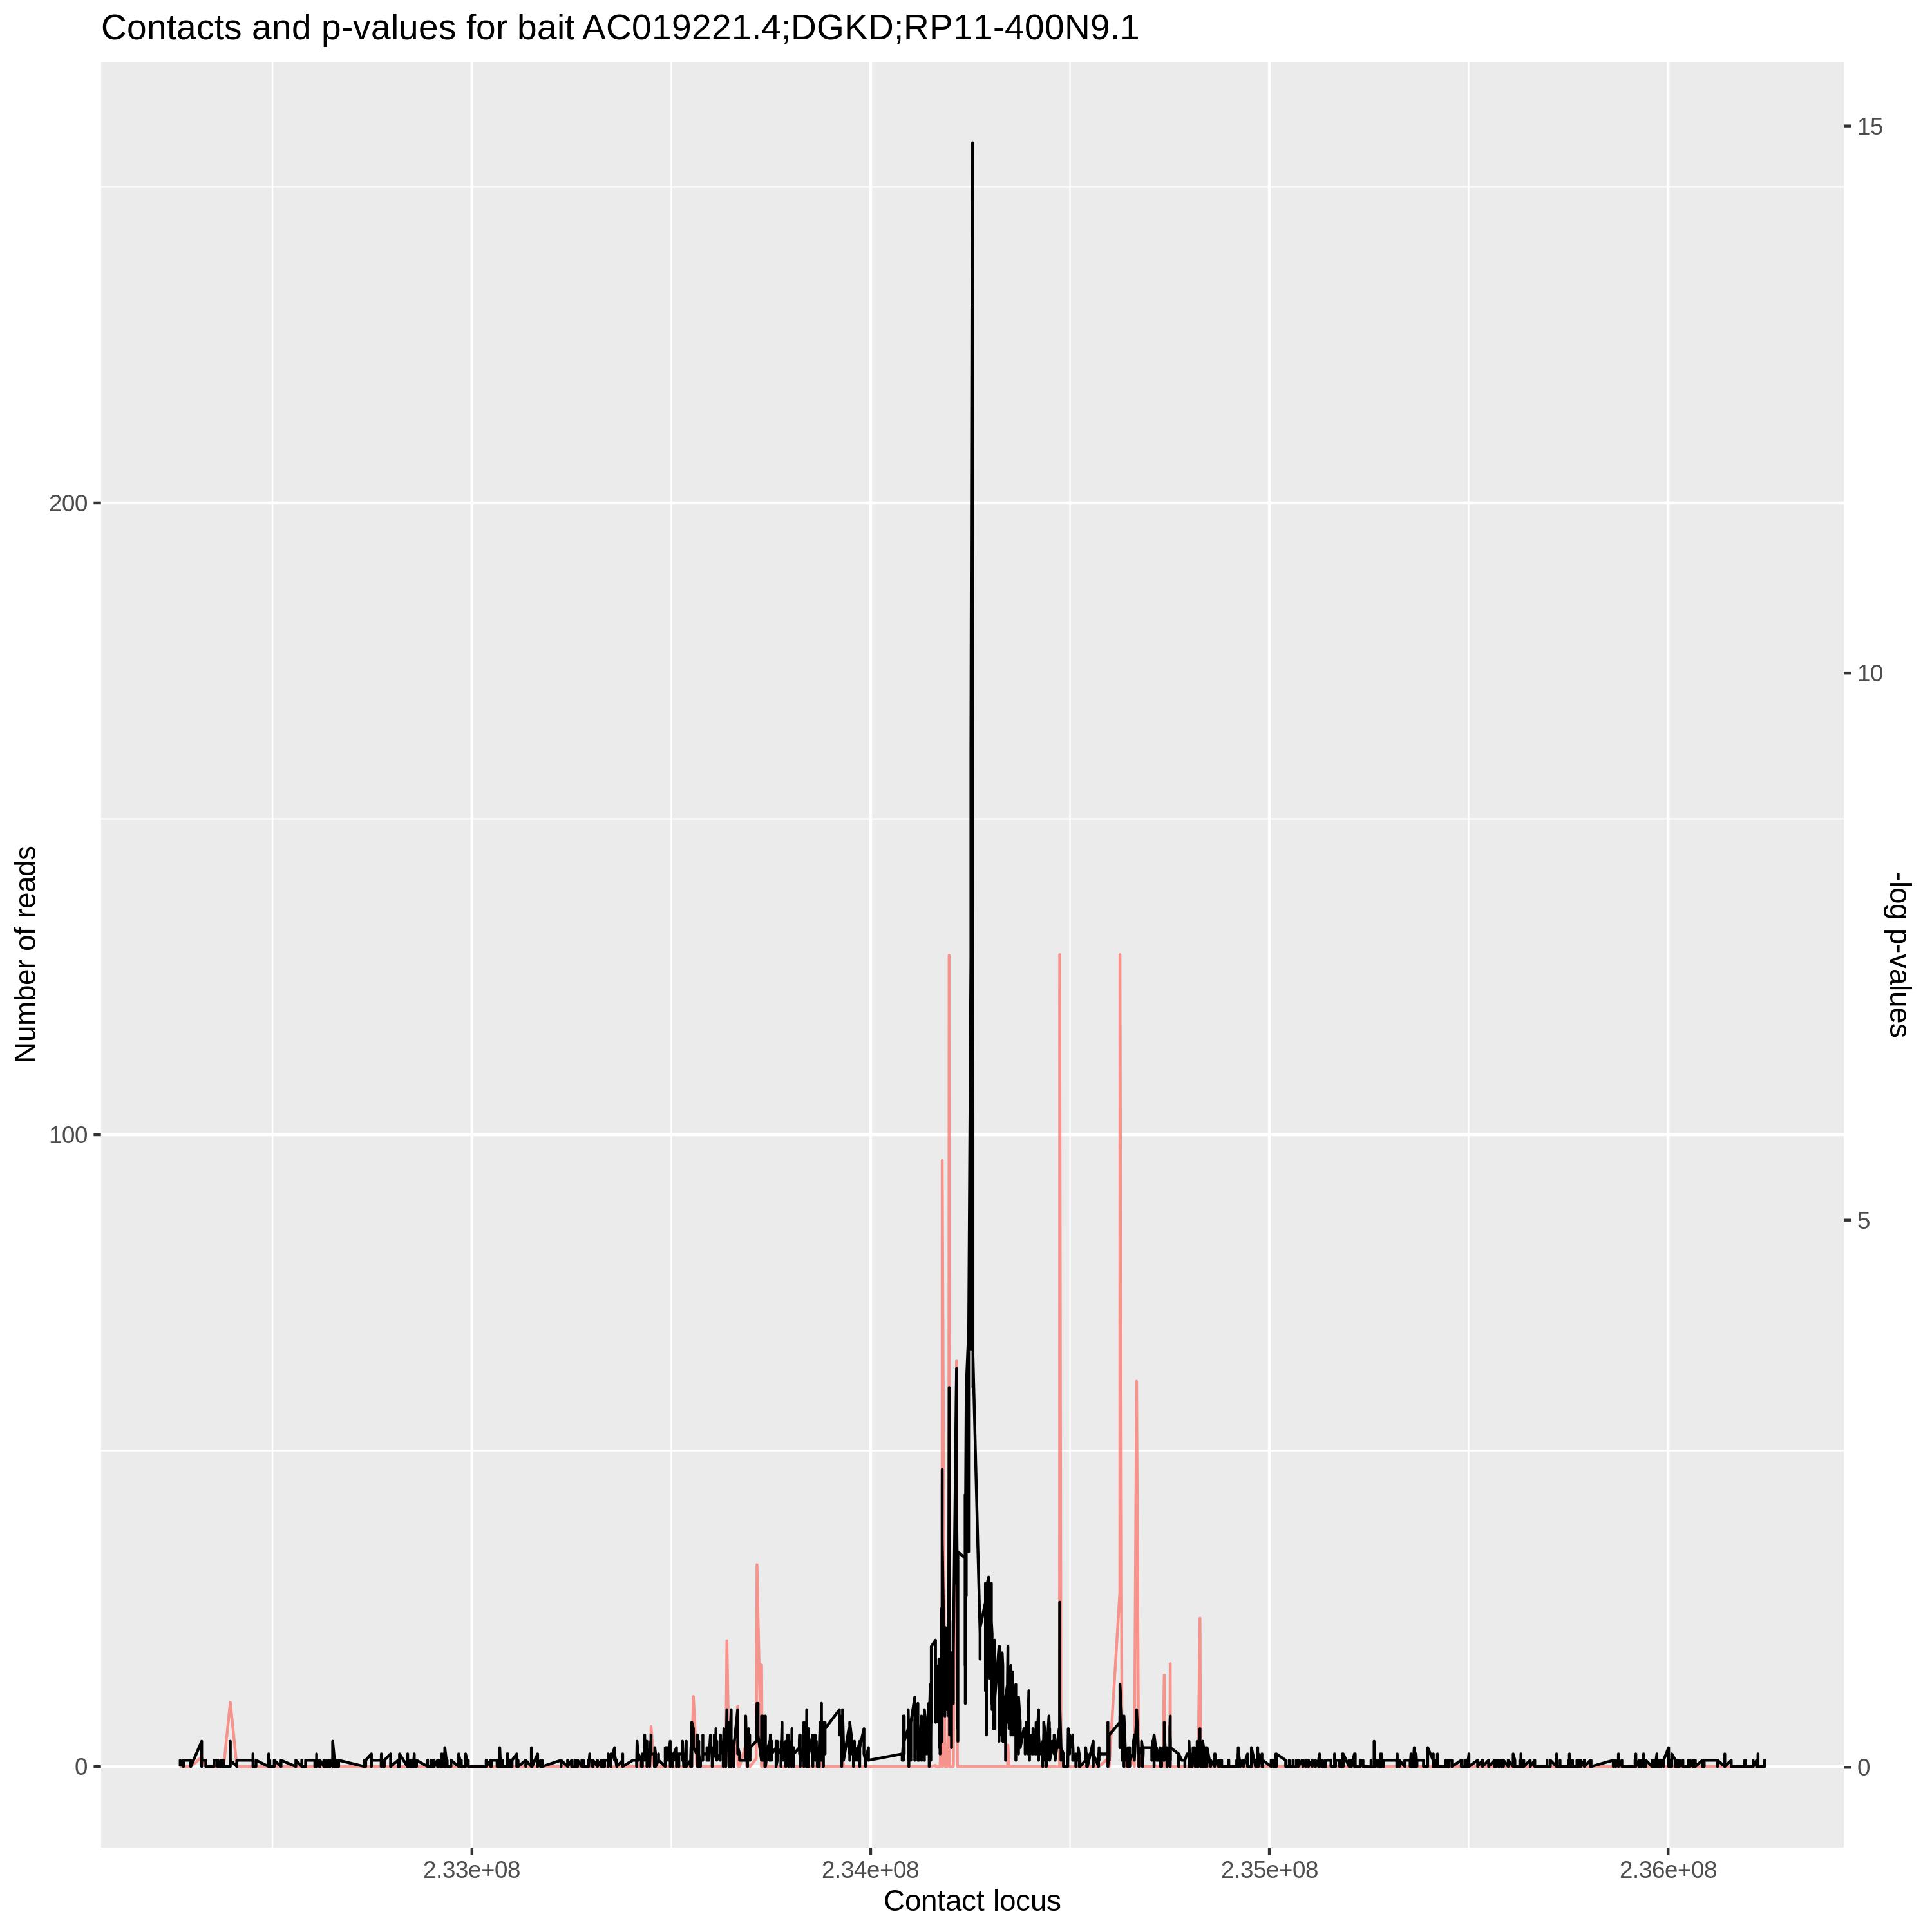 Contacts and p-values for bait AC019221.4;DGKD;RP11-400N9.1
15
200
10
Number of reads
-log p-values
100
5
0
0
2.33e+08
2.34e+08
2.35e+08
2.36e+08
Contact locus